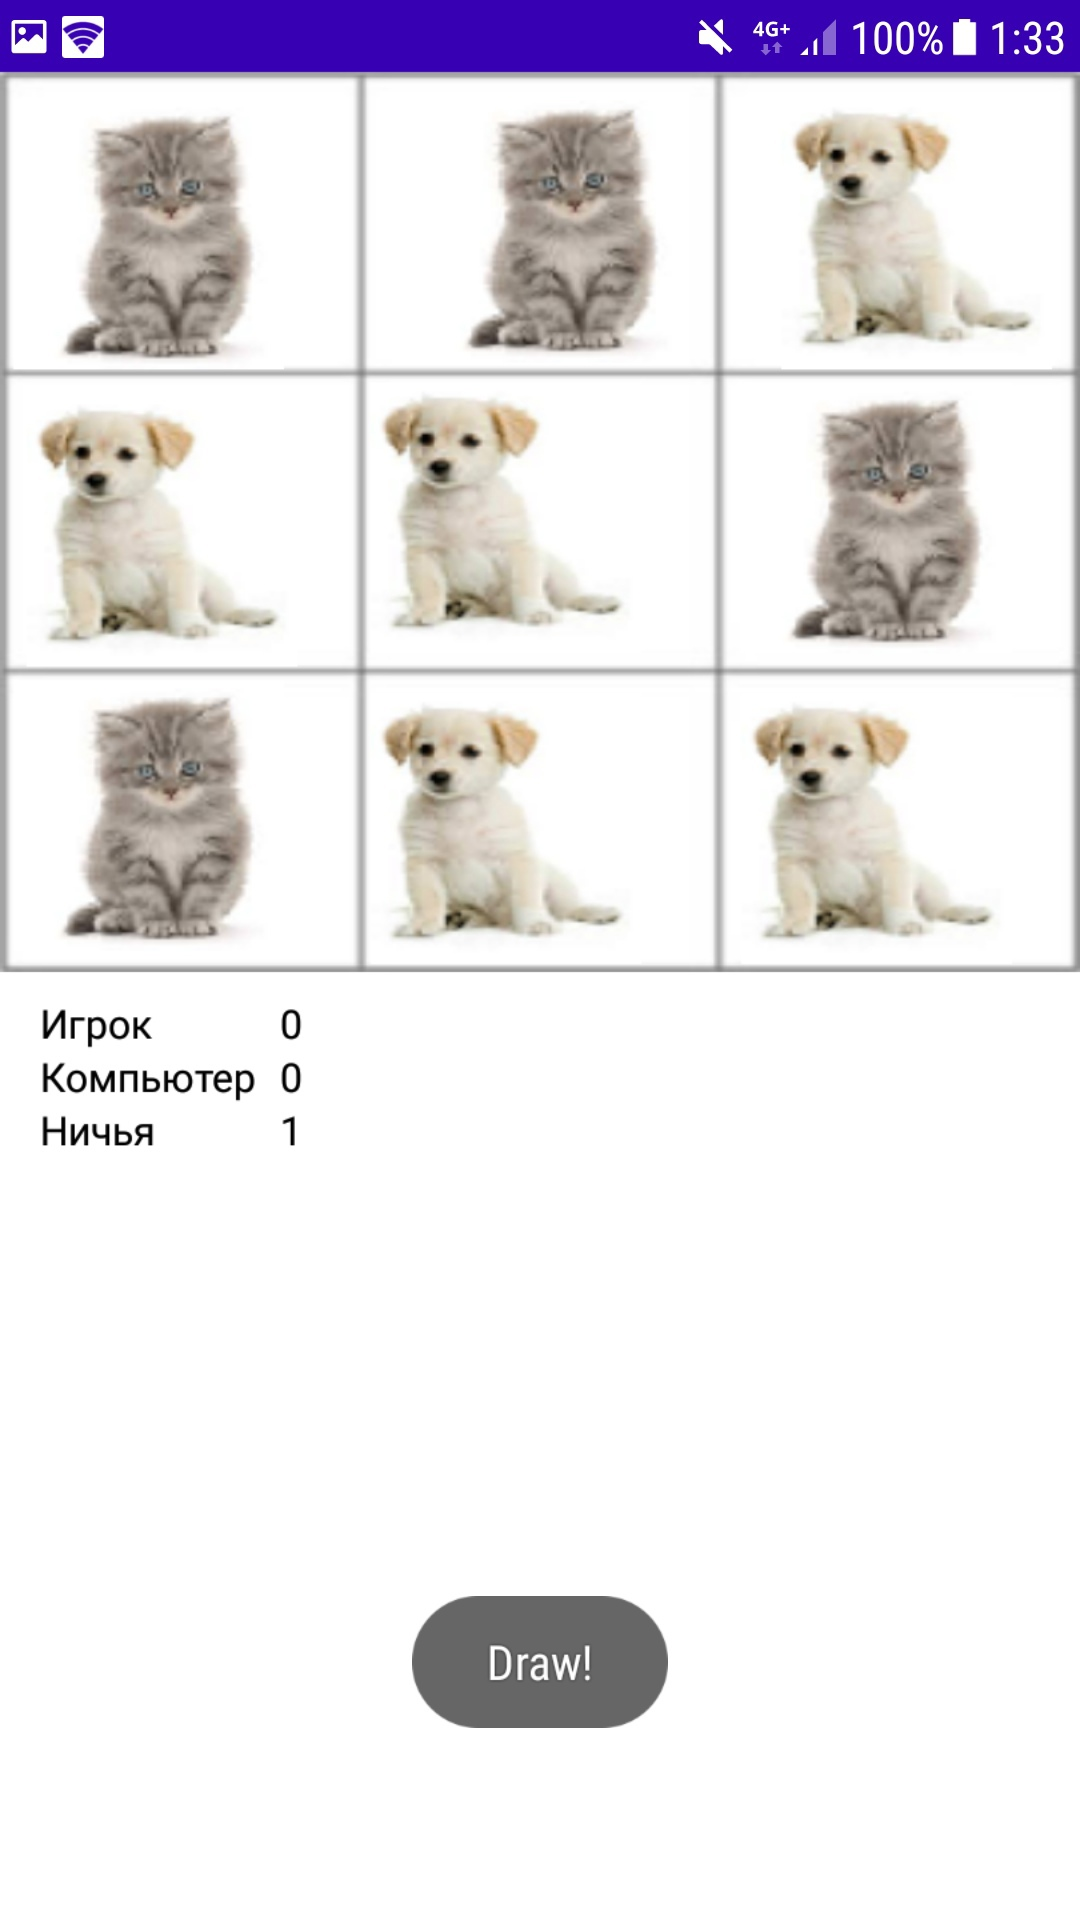 4G+ 100% 1:33
Игрок 0
Компьютер 0
Ничья 1
Draw!